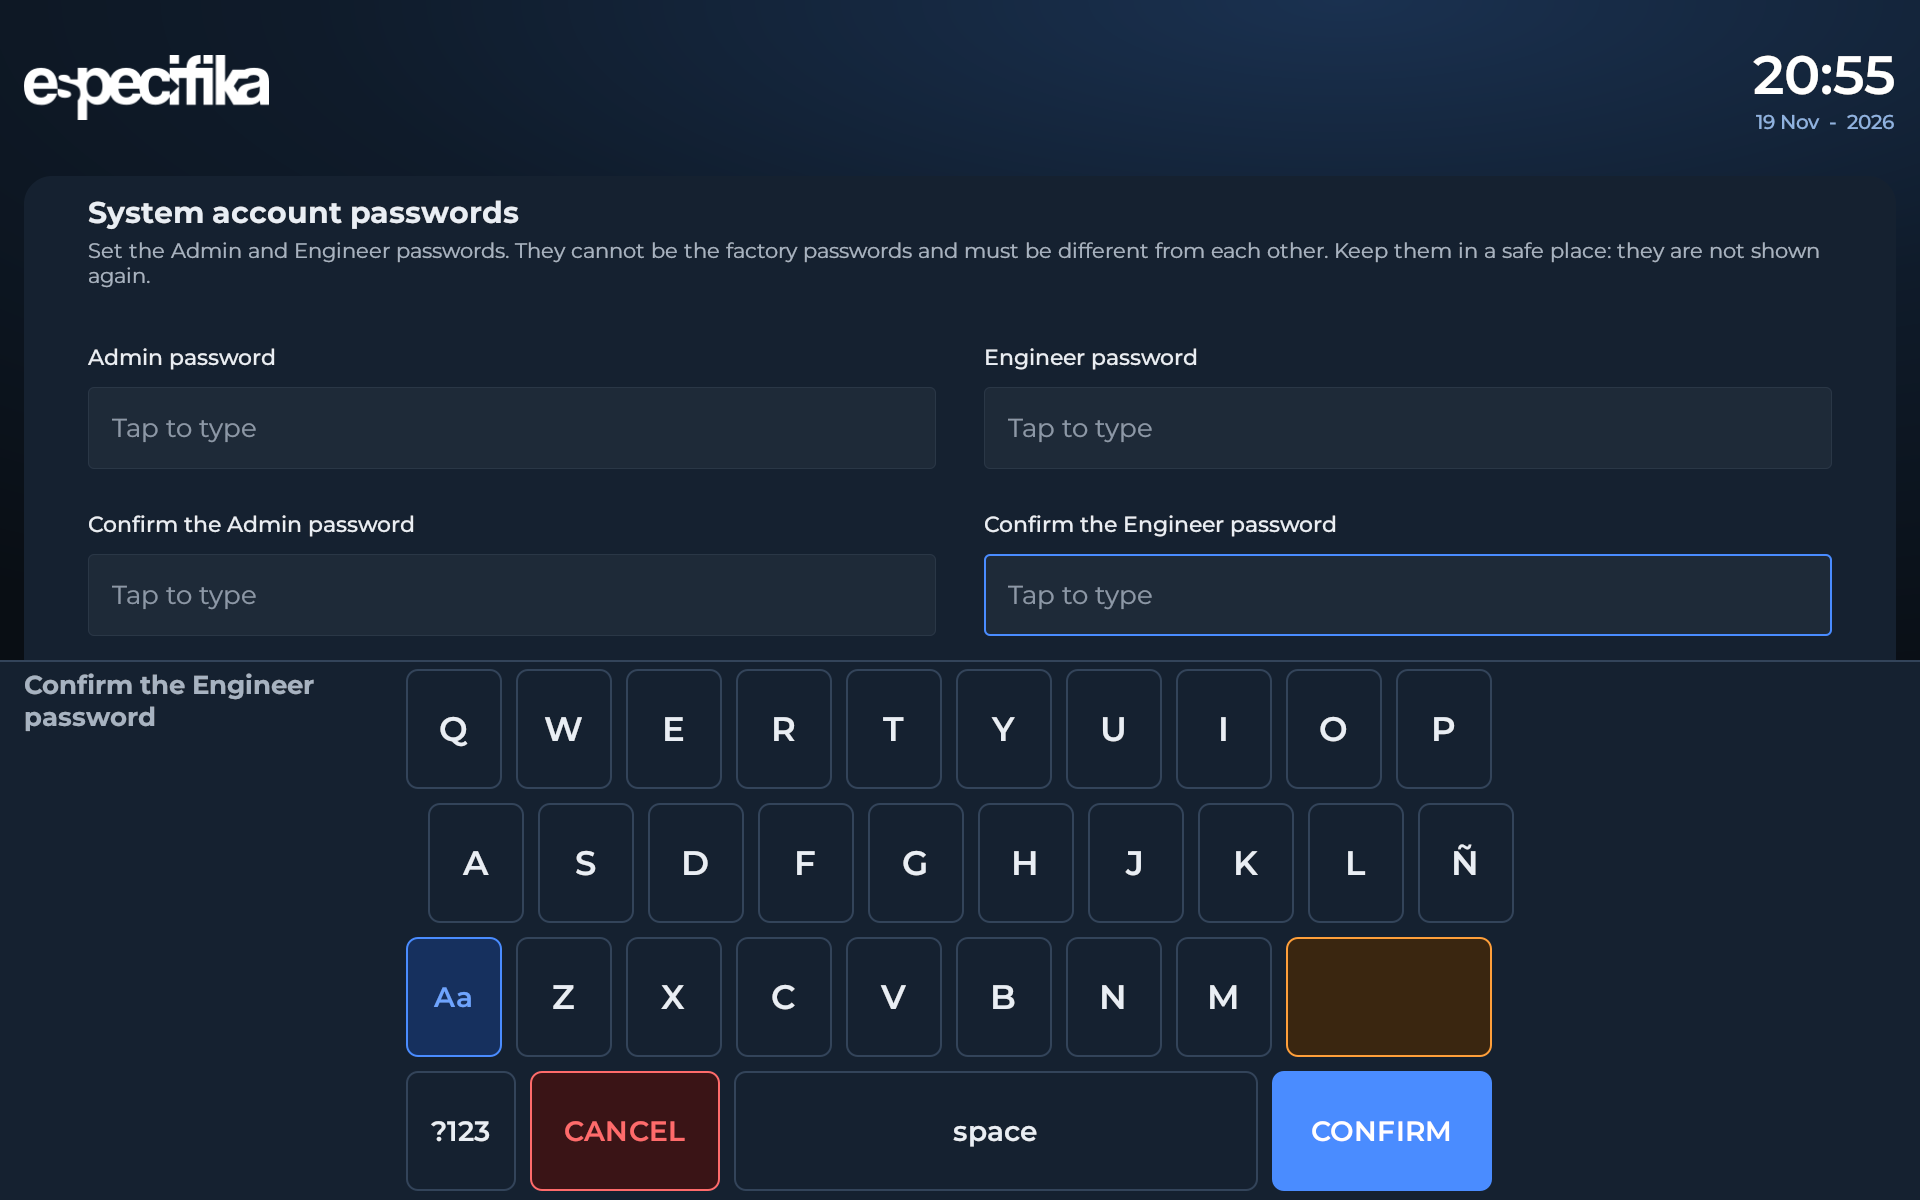 especifika
20:55
19 Nov - 2026
System account passwords
Set the Admin and Engineer passwords. They cannot be the factory passwords and must be different from each other. Keep them in a safe place: they are not shown
again.
Admin password
Engineer password
Tap to type
Tap to type
Confirm the Admin password
Confirm the Engineer password
Tap to type
Tap to type
Confirm the Engineer
password
Q W E R T Y U I O P
A S D F G H J K L Ñ
Aa Z X C V B N M
?123 CANCEL space CONFIRM